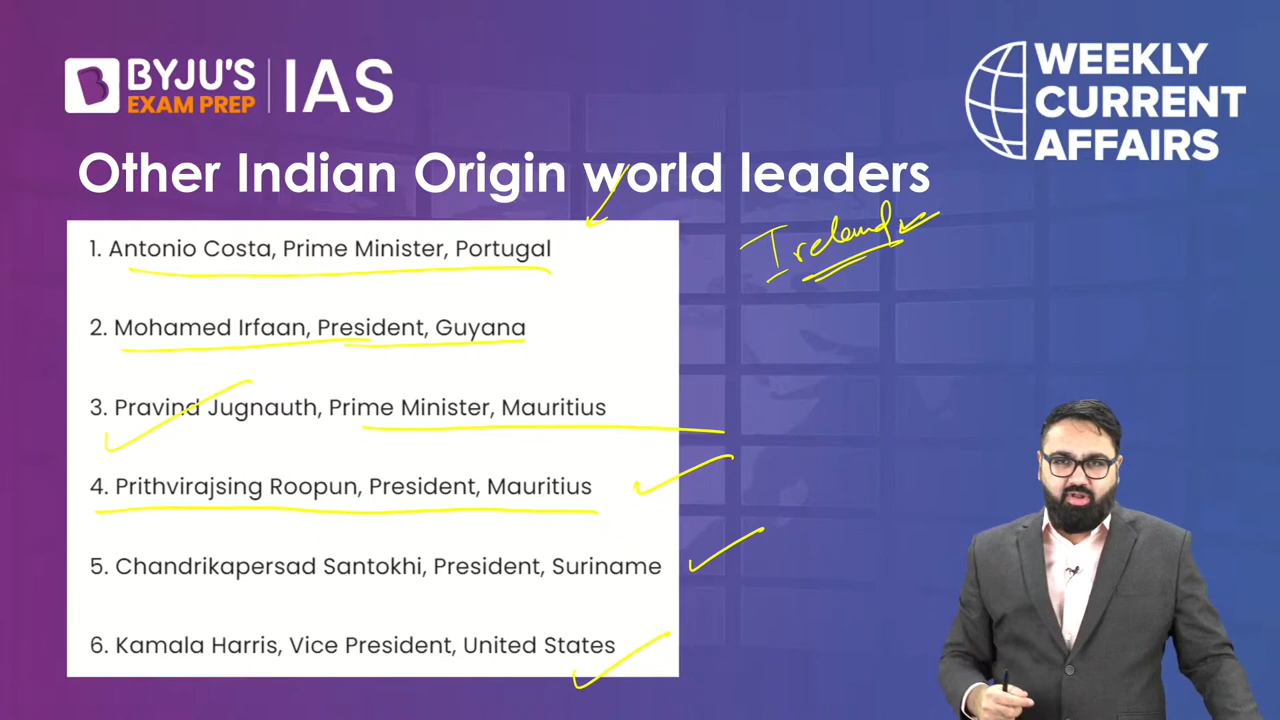 BYJU'S
EXAM PREP
IAS
WEEKLY
CURRENT
AFFAIRS
Other Indian Origin world leaders
Ireland
1. Antonio Costa, Prime Minister, Portugal
2. Mohamed Irfaan, President, Guyana
3. Pravind Jugnauth, Prime Minister, Mauritius
4. Prithvirajsing Roopun, President, Mauritius
5. Chandrikapersad Santokhi, President, Suriname
6. Kamala Harris, Vice President, United States